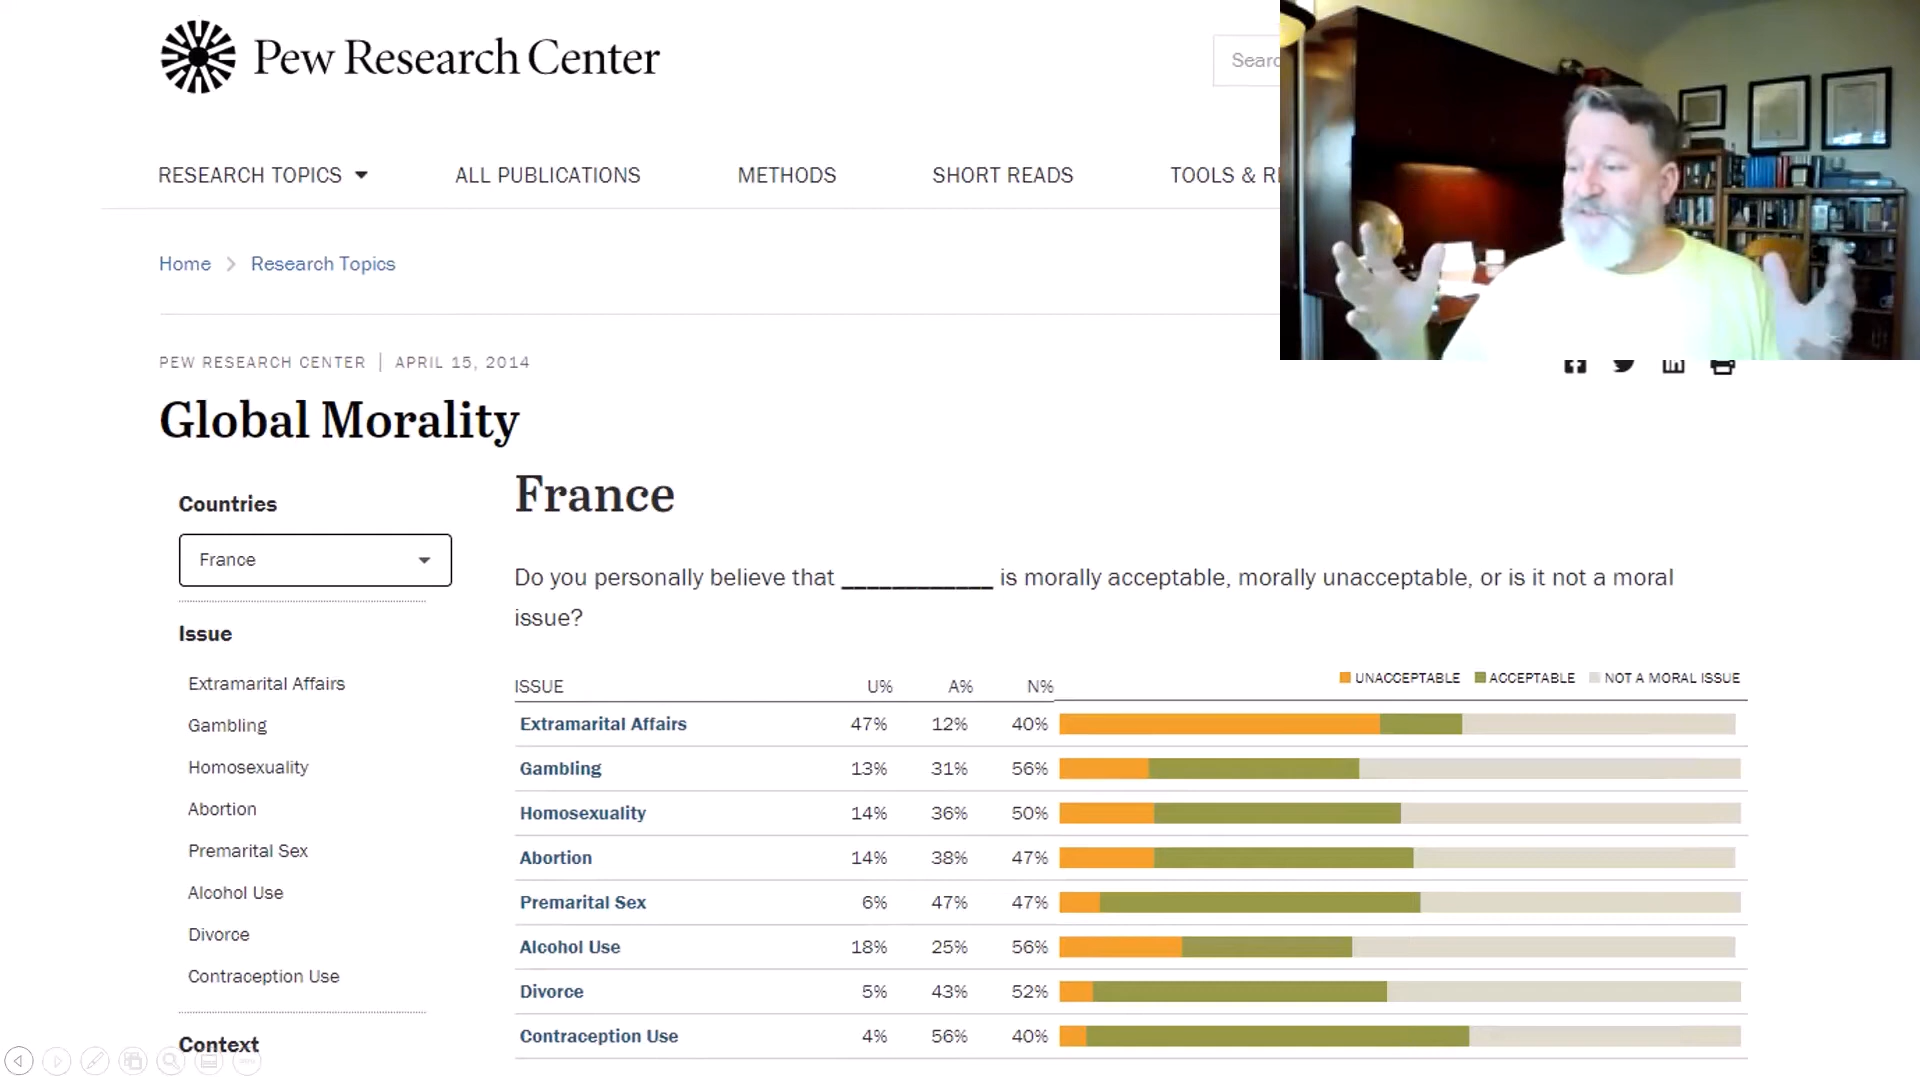 Pew Research Center
Searc
RESEARCH TOPICS
ALL PUBLICATIONS
METHODS
SHORT READS
TOOLS & RE
Home
Research Topics
PEW RESEARCH CENTER | APRIL 15, 2014
Global Morality
Countries
France
Issue
Extramarital Affairs
Gambling
Homosexuality
Abortion
Premarital Sex
Alcohol Use
Divorce
Contraception Use
Context
France
Do you personally believe that ____________ is morally acceptable, morally unacceptable, or is it not a moral
issue?
UNACCEPTABLE ACCEPTABLE NOT A MORAL ISSUE
ISSUE U% A% N%
Extramarital Affairs 47% 12% 40%
Gambling 13% 31% 56%
Homosexuality 14% 36% 50%
Abortion 14% 38% 47%
Premarital Sex 6% 47% 47%
Alcohol Use 18% 25% 56%
Divorce 5% 43% 52%
Contraception Use 4% 56% 40%